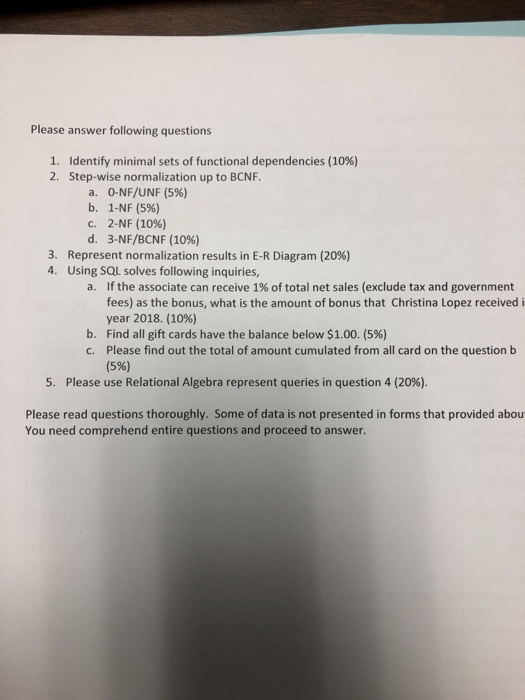 Please answer following questions
1. Identify minimal sets of functional dependencies (10%)
2. Step-wise normalization up to BCNF.
a. 0-NF/UNF (5%)
b. 1-NF (5%)
c. 2-NF (10%)
d. 3-NF/BCNF (10%)
3. Represent normalization results in E-R Diagram (20%)
4. Using SQL solves following inquiries,
a. If the associate can receive 1% of total net sales (exclude tax and government
fees) as the bonus, what is the amount of bonus that Christina Lopez received
year 2018. (10%)
b. Find all gift cards have the balance below $1.00. (5%)
c. Please find out the total of amount cumulated from all card on the question b
(5%)
5. Please use Relational Algebra represent queries in question 4 (20%).
Please read questions thoroughly. Some of data is not presented in forms that provided
You need comprehend entire questions and proceed to answer.